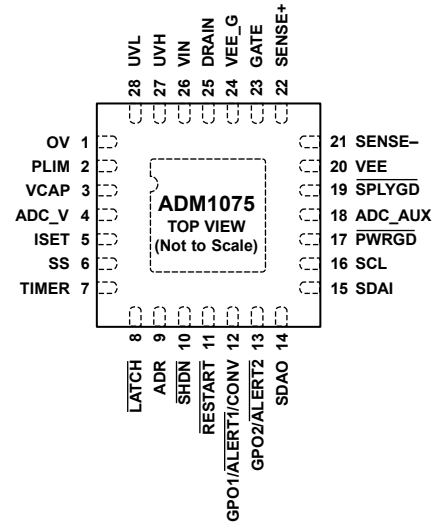 28 UVL
27 UVH
26 VIN
25 DRAIN
24 VEE_G
23 GATE
22 SENSE+
OV 1
PLIM 2
VCAP 3
ADC_V 4
ISET 5
SS 6
TIMER 7
ADM1075
TOP VIEW
(Not to Scale)
21 SENSE–
20 VEE
19 SPLYGD
18 ADC_AUX
17 PWRGD
16 SCL
15 SDAI
LATCH 8
ADR 9
SHDN 10
RESTART 11
GPO1/ALERT1/CONV 12
GPO2/ALERT2 13
SDAO 14